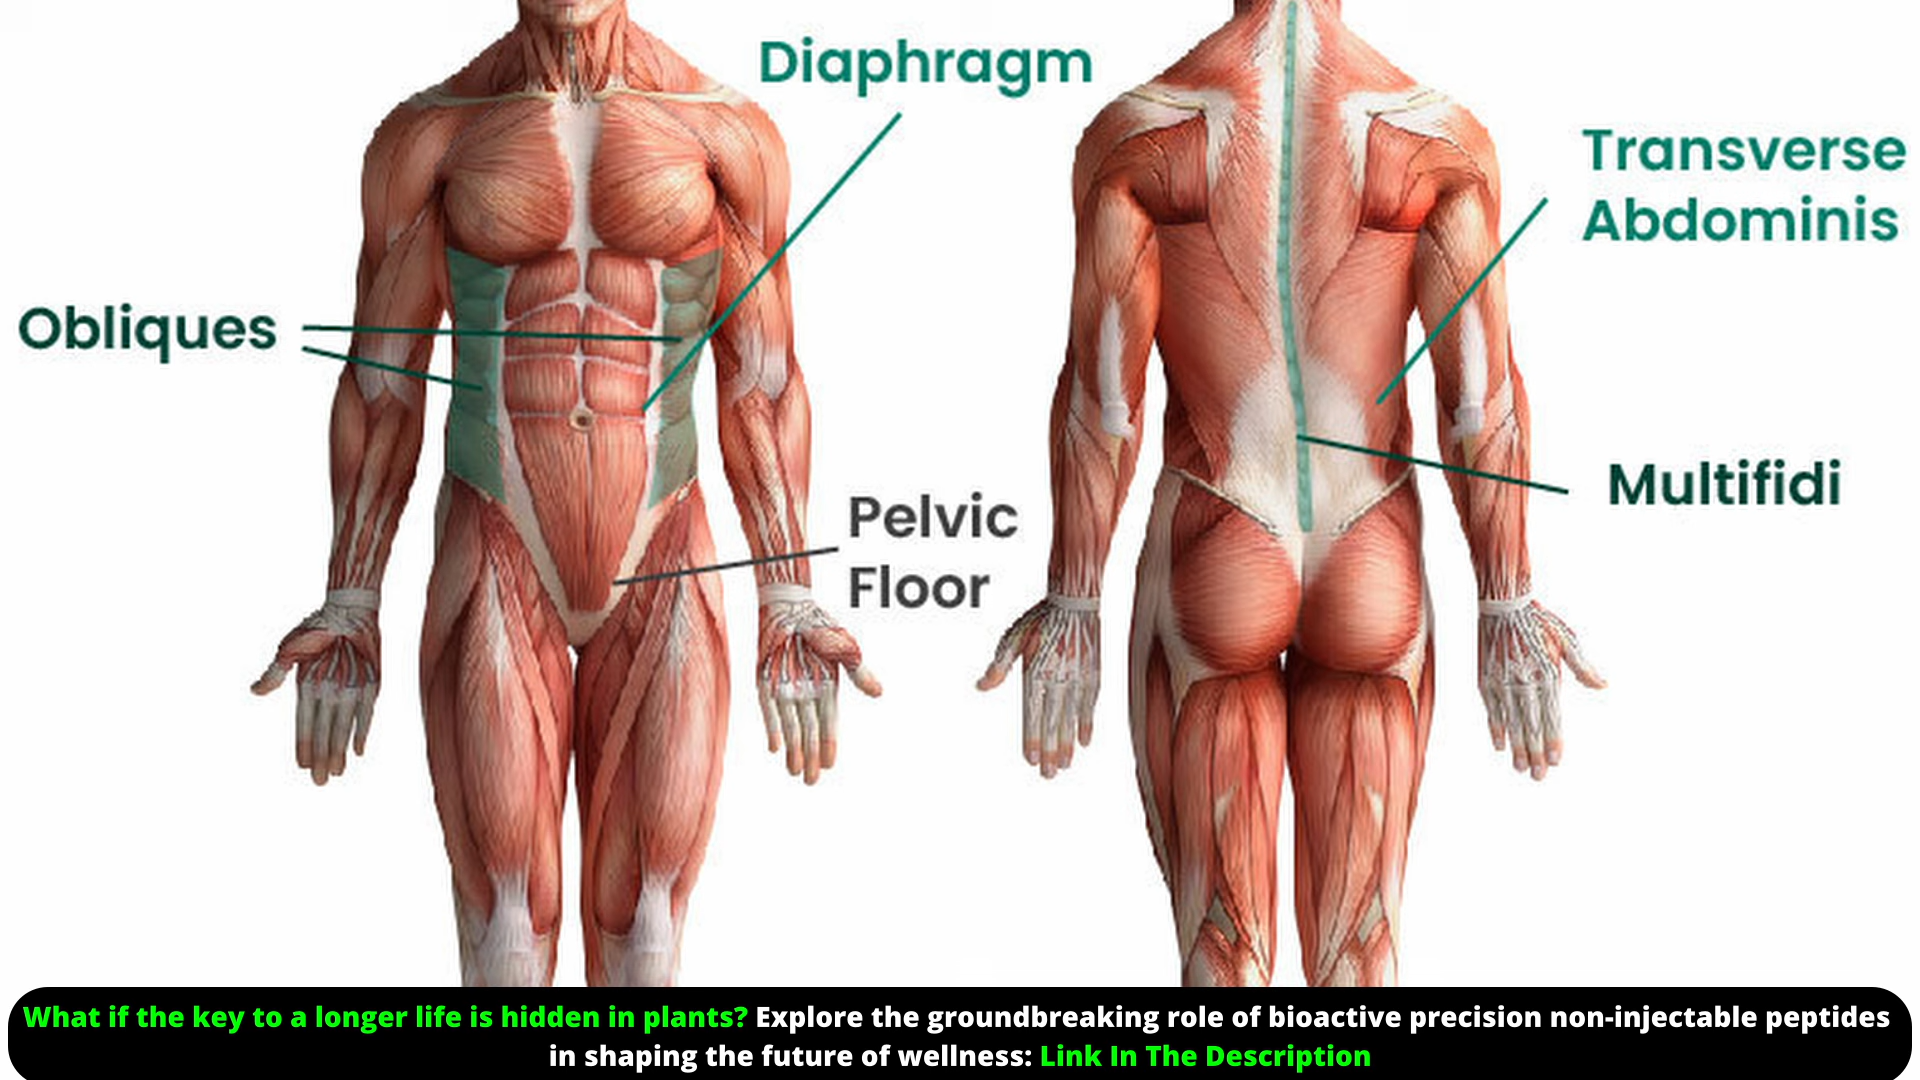 Diaphragm
Transverse
Abdominis
Obliques
Multifidi
Pelvic
Floor
What if the key to a longer life is hidden in plants? Explore the groundbreaking role of bioactive precision non-injectable peptides
in shaping the future of wellness: Link In The Description